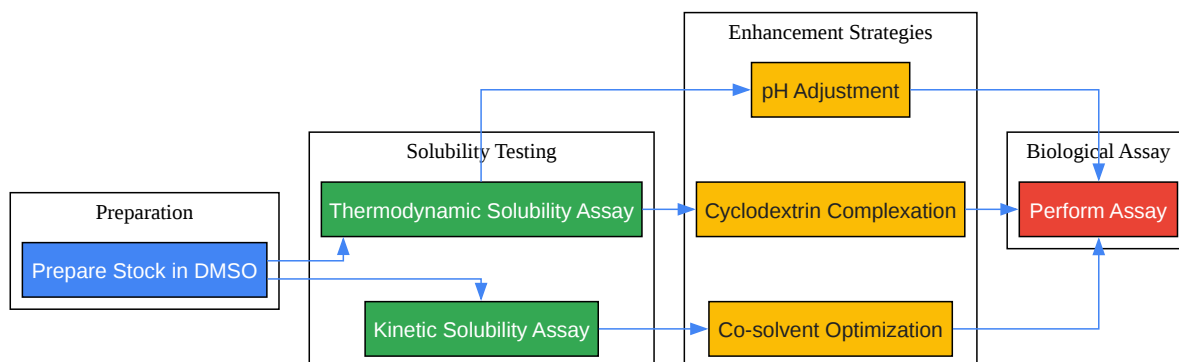 Preparation
Prepare Stock in DMSO
Solubility Testing
Thermodynamic Solubility Assay
Kinetic Solubility Assay
Enhancement Strategies
pH Adjustment
Cyclodextrin Complexation
Co-solvent Optimization
Biological Assay
Perform Assay